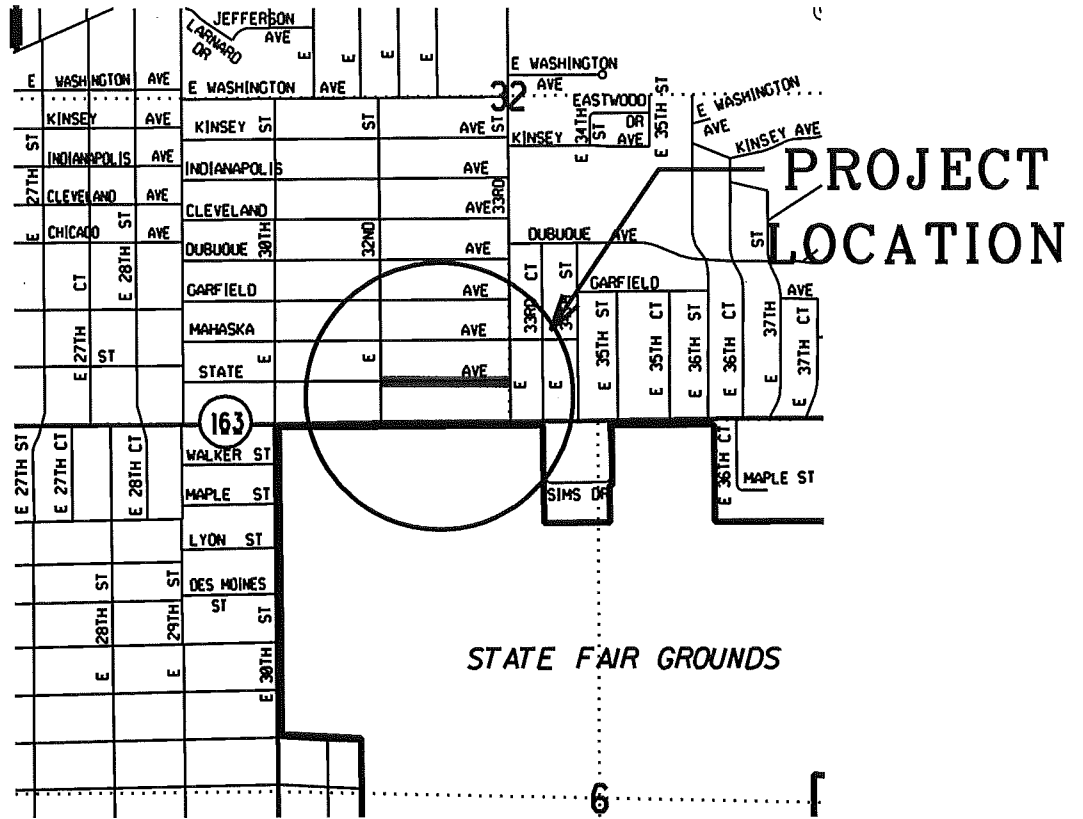 JEFFERSON
AVE
LARNARD
DR
E
E
E
E
E WASHINGTON
AVE
E WASHINGTON AVE
E WASHINGTON AVE
32
EASTWOOD
DR
E WASHINGTON
AVE
KINSEY AVE
KINSEY ST
ST
AVE ST
KINSEY
E 34TH
ST
AVE
E 35TH ST
KINSEY AVE
INDIANAPOLIS AVE
INDIANAPOLIS AVE
27TH ST
E
CLEVELAND AVE
CLEVELAND AVE
33RD
CHICAGO AVE
E 28TH ST
DUBUQUE AVE
30TH
E
32ND
E
DUBUQUE AVE
PROJECT
LOCATION
ST
GARFIELD AVE
33RD CT
E
ST
E
GARFIELD
AVE
E 27TH CT
ST
MAHASKA AVE
STATE AVE
E 35TH ST
E 35TH CT
E 36TH ST
E 36TH CT
E 37TH
E 37TH CT
163
E 27TH ST
E 27TH CT
E 28TH CT
WALKER ST
MAPLE ST
SIMS DR
E 36TH CT
MAPLE ST
LYON ST
DES MOINES
ST
E 28TH ST
E 29TH ST
E 30TH ST
STATE FAIR GROUNDS
6